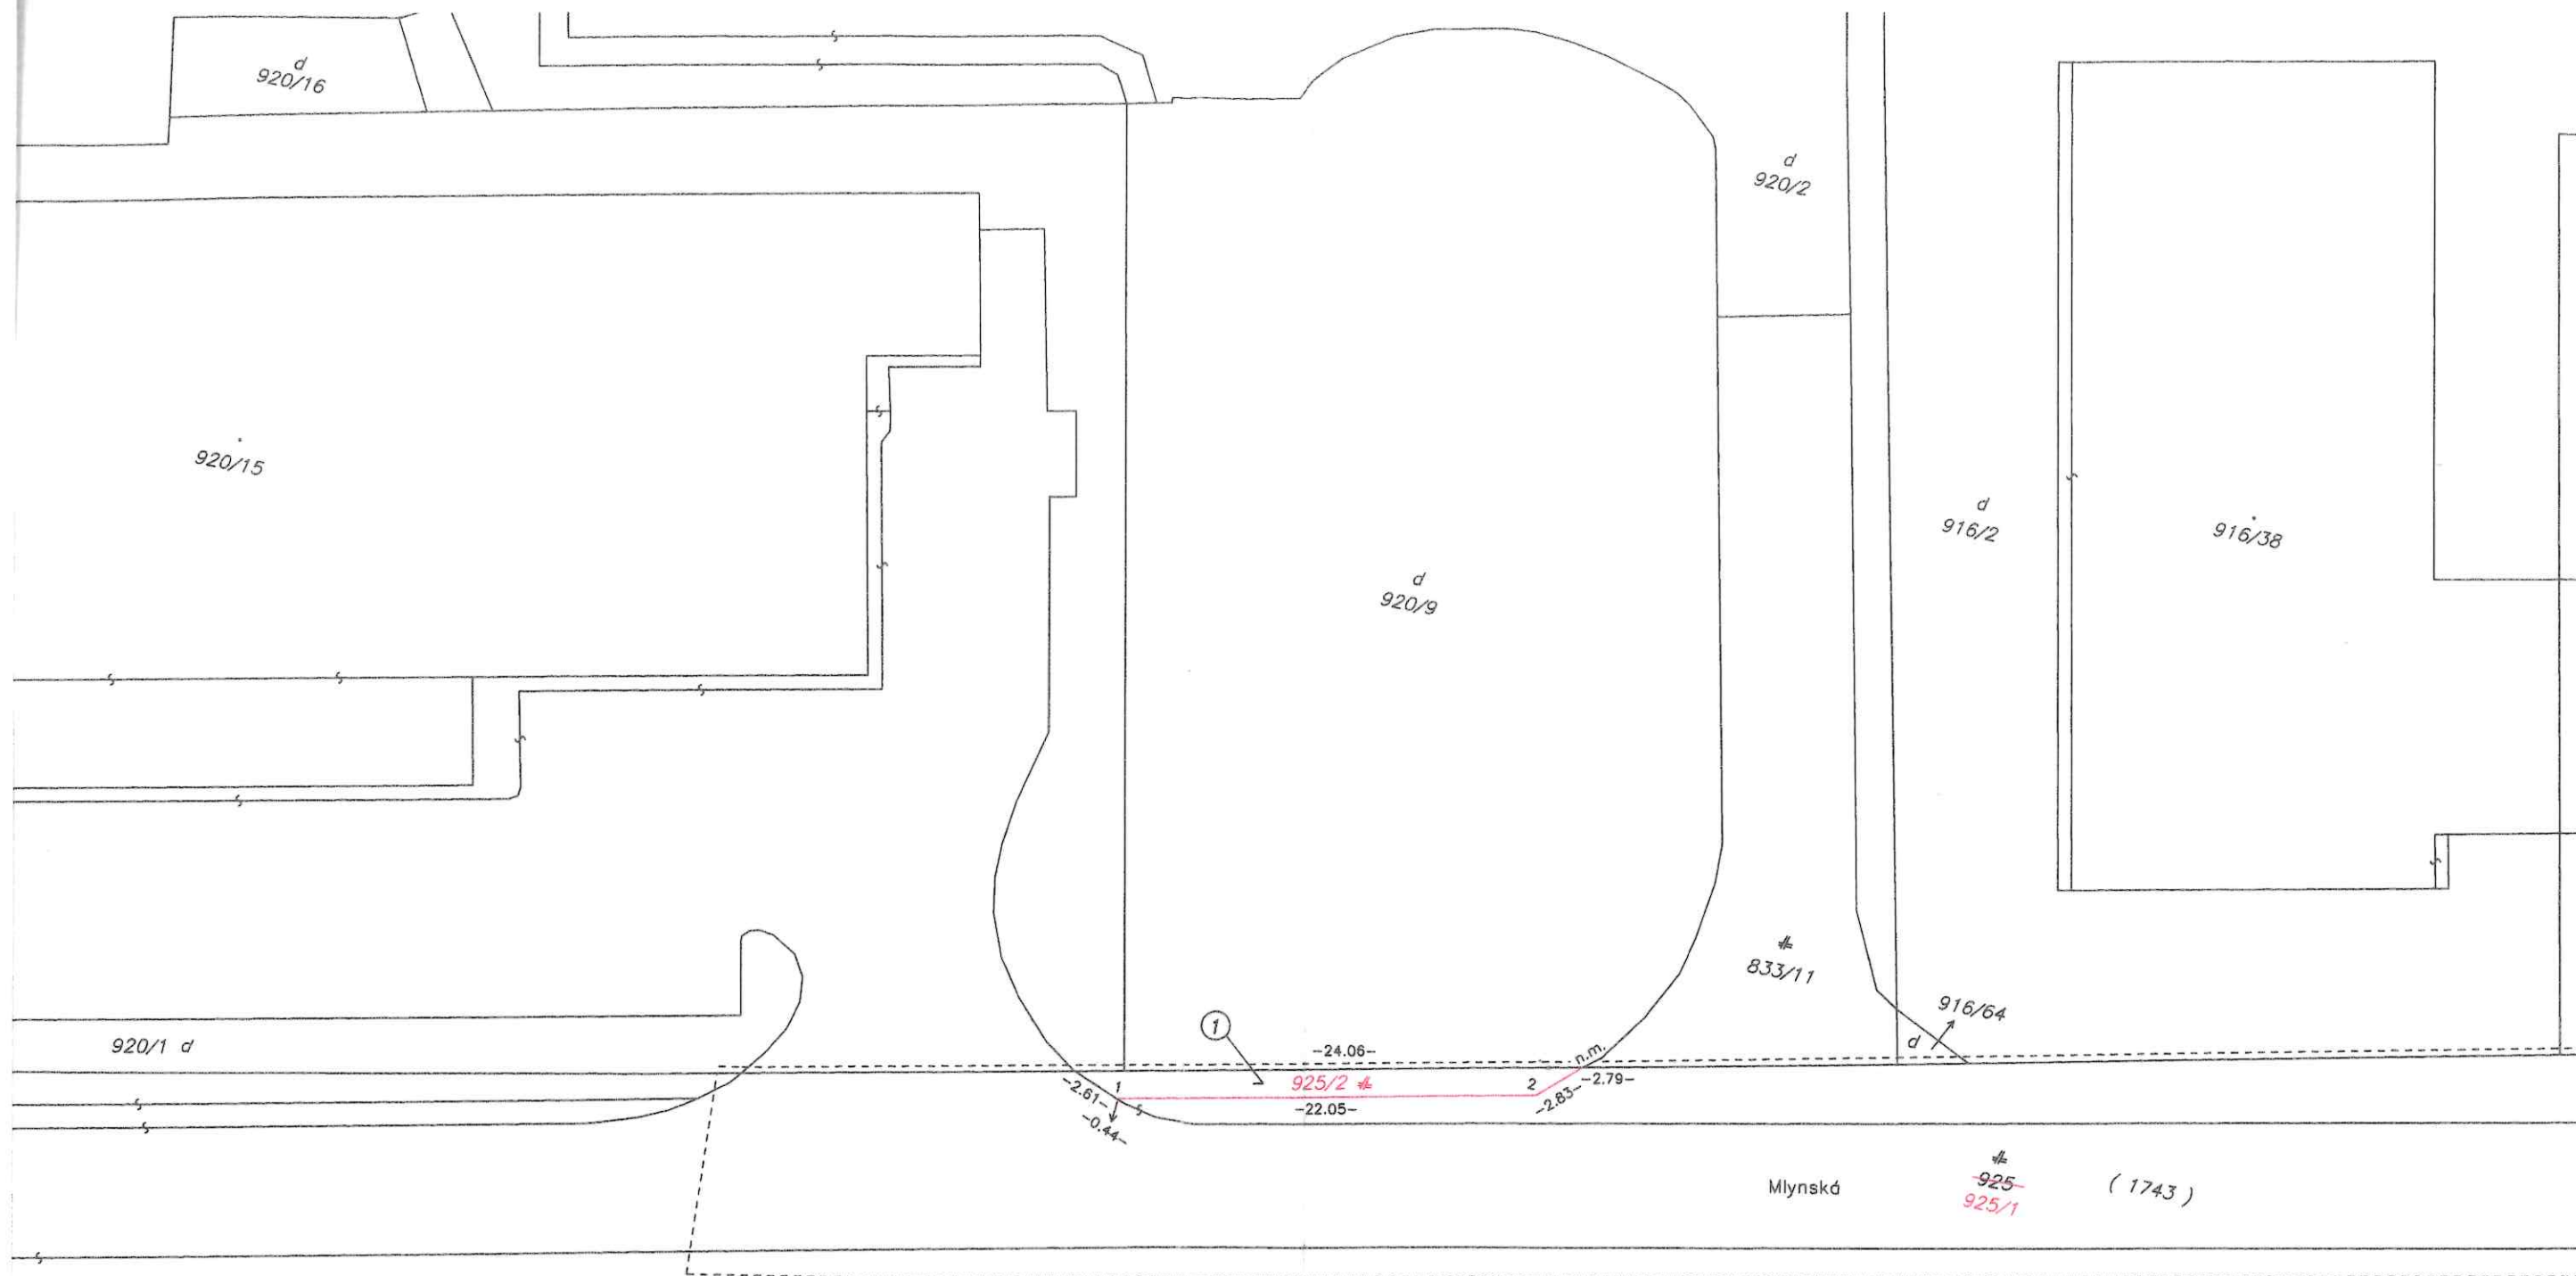 d
920/16
d
920/2
920/15
d
916/2
916/38
d
920/9
833/11
916/64
d
920/1 d
1
-24.06-
n.m.
925/2
1
2
-2.79-
-2.61-
-22.05-
-2.83-
-0.44-
Mlynská
925
( 1743 )
925/1